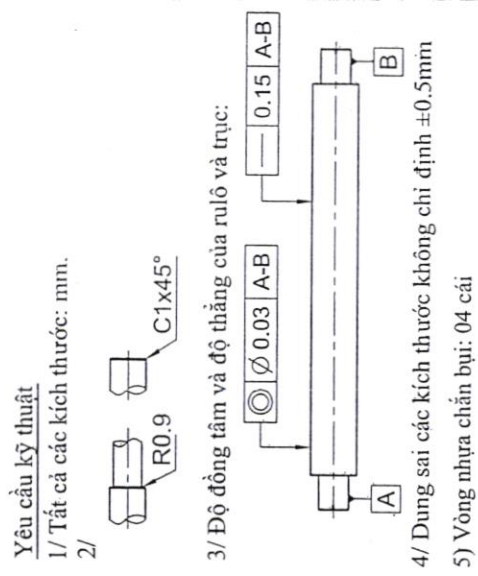 Yêu cầu kỹ thuật
1/ Tất cả các kích thước: mm.
2/
R0.9
C1x45°
3/ Độ đồng tâm và độ thẳng của rulô và trục:
◎ Ø 0.03 A-B
— 0.15 A-B
A
B
4/ Dung sai các kích thước không chỉ định ±0.5mm
5) Vòng nhựa chắn bụi: 04 cái